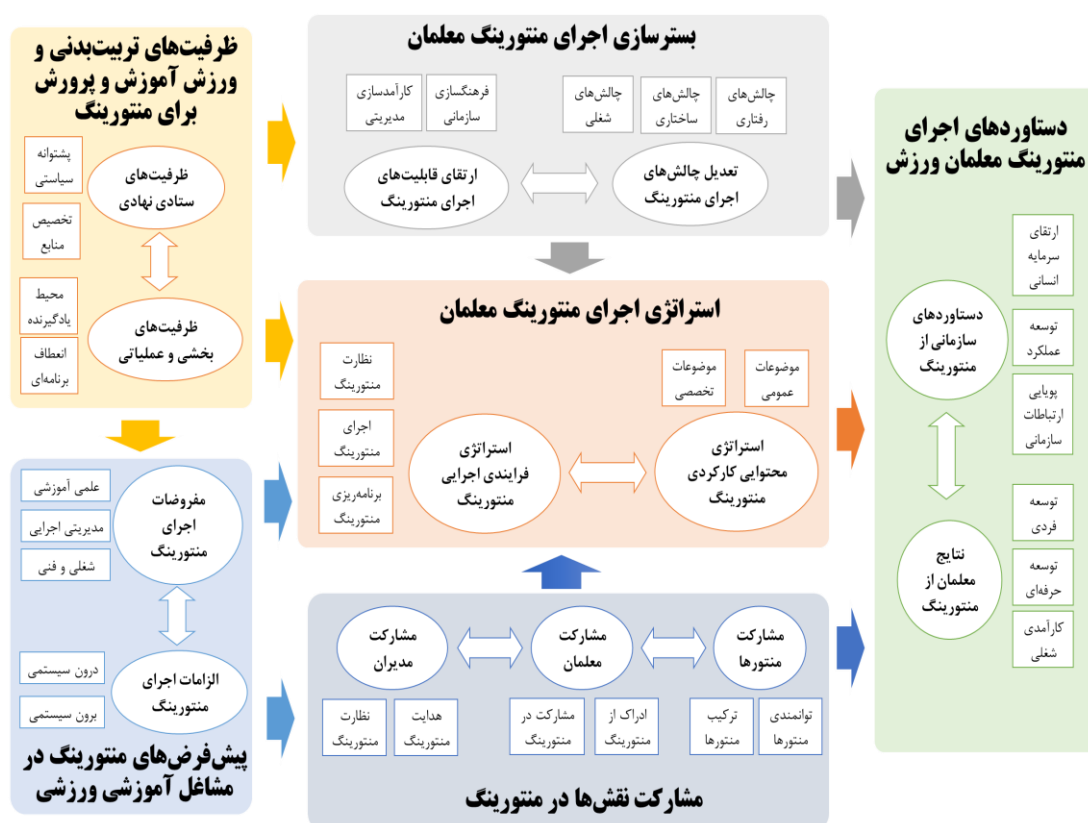 ظرفیت‌های تربیت‌بدنی و
ورزش آموزش و پرورش
برای منتورینگ
پشتوانه
سیاستی
ظرفیت‌های
ستادی نهادی
تخصیص
منابع
محیط
یادگیرنده
ظرفیت‌های
بخشی و عملیاتی
انعطاف
برنامه‌ای
بسترسازی اجرای منتورینگ معلمان
چالش‌های
رفتاری
چالش‌های
ساختاری
چالش‌های
شغلی
فرهنگسازی
سازمانی
کارآمدسازی
مدیریتی
تعدیل چالش‌های
اجرای منتورینگ
ارتقای قابلیت‌های
اجرای منتورینگ
استراتژی اجرای منتورینگ معلمان
موضوعات
عمومی
موضوعات
تخصصی
نظارت
منتورینگ
اجرای
منتورینگ
برنامه‌ریزی
منتورینگ
استراتژی
محتوایی کارکردی
منتورینگ
استراتژی
فرایندی اجرایی
منتورینگ
مفروضات
اجرای
منتورینگ
علمی آموزشی
مدیریتی اجرایی
شغلی و فنی
الزامات اجرای
منتورینگ
درون سیستمی
برون سیستمی
پیش‌فرض‌های منتورینگ در
مشاغل آموزشی ورزشی
مشارکت
منتورها
مشارکت
معلمان
مشارکت
مدیران
توانمندی
منتورها
ترکیب
منتورها
ادراک از
منتورینگ
مشارکت در
منتورینگ
هدایت
منتورینگ
نظارت
منتورینگ
مشارکت نقش‌ها در منتورینگ
دستاوردهای اجرای
منتورینگ معلمان ورزش
ارتقای
سرمایه
انسانی
دستاوردهای
سازمانی از
منتورینگ
توسعه
عملکرد
پویایی
ارتباطات
سازمانی
توسعه
فردی
نتایج
معلمان از
منتورینگ
توسعه
حرفه‌ای
کارآمدی
شغلی